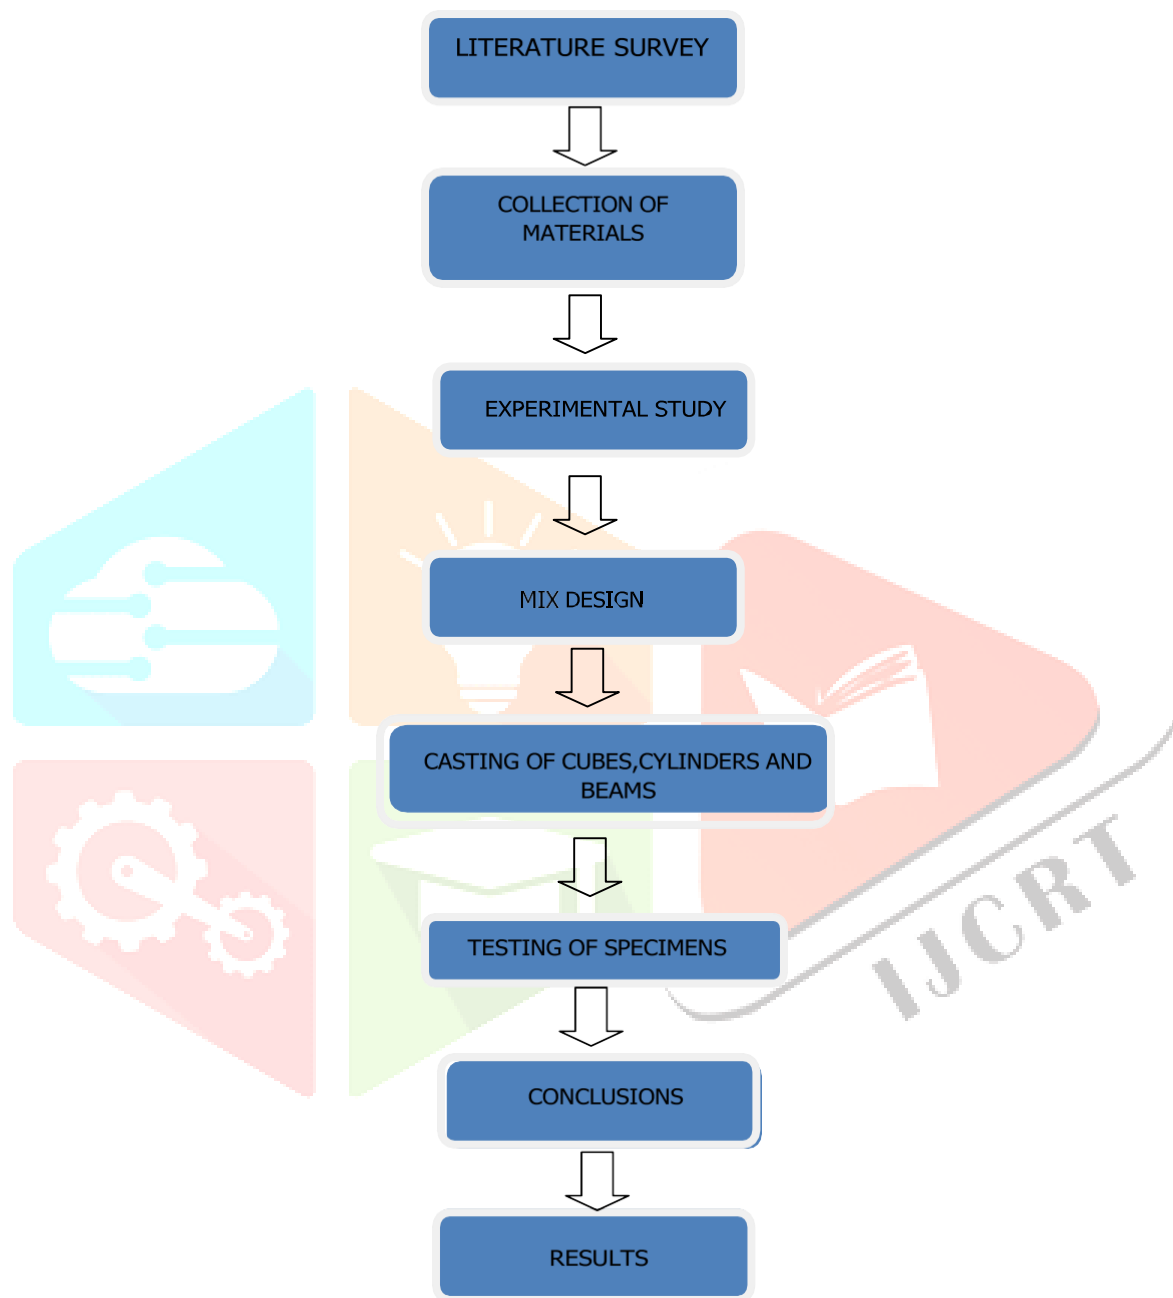 LITERATURE SURVEY
COLLECTION OF
MATERIALS
EXPERIMENTAL STUDY
MIX DESIGN
CASTING OF CUBES,CYLINDERS AND
BEAMS
TESTING OF SPECIMENS
IJCRT
CONCLUSIONS
RESULTS